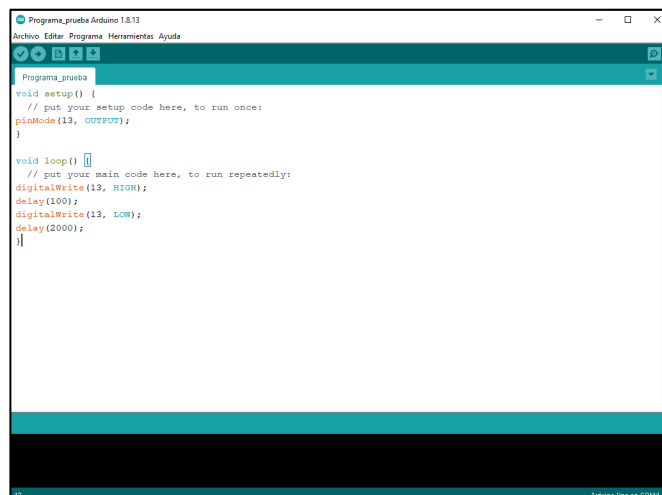 Programa_prueba Arduino 1.8.13
Archivo Editar Programa Herramientas Ayuda
Programa_prueba
void setup() {
  // put your setup code here, to run once:
pinMode(13, OUTPUT);
}

void loop() {
  // put your main code here, to run repeatedly:
digitalWrite(13, HIGH);
delay(100);
digitalWrite(13, LOW);
delay(2000);
}